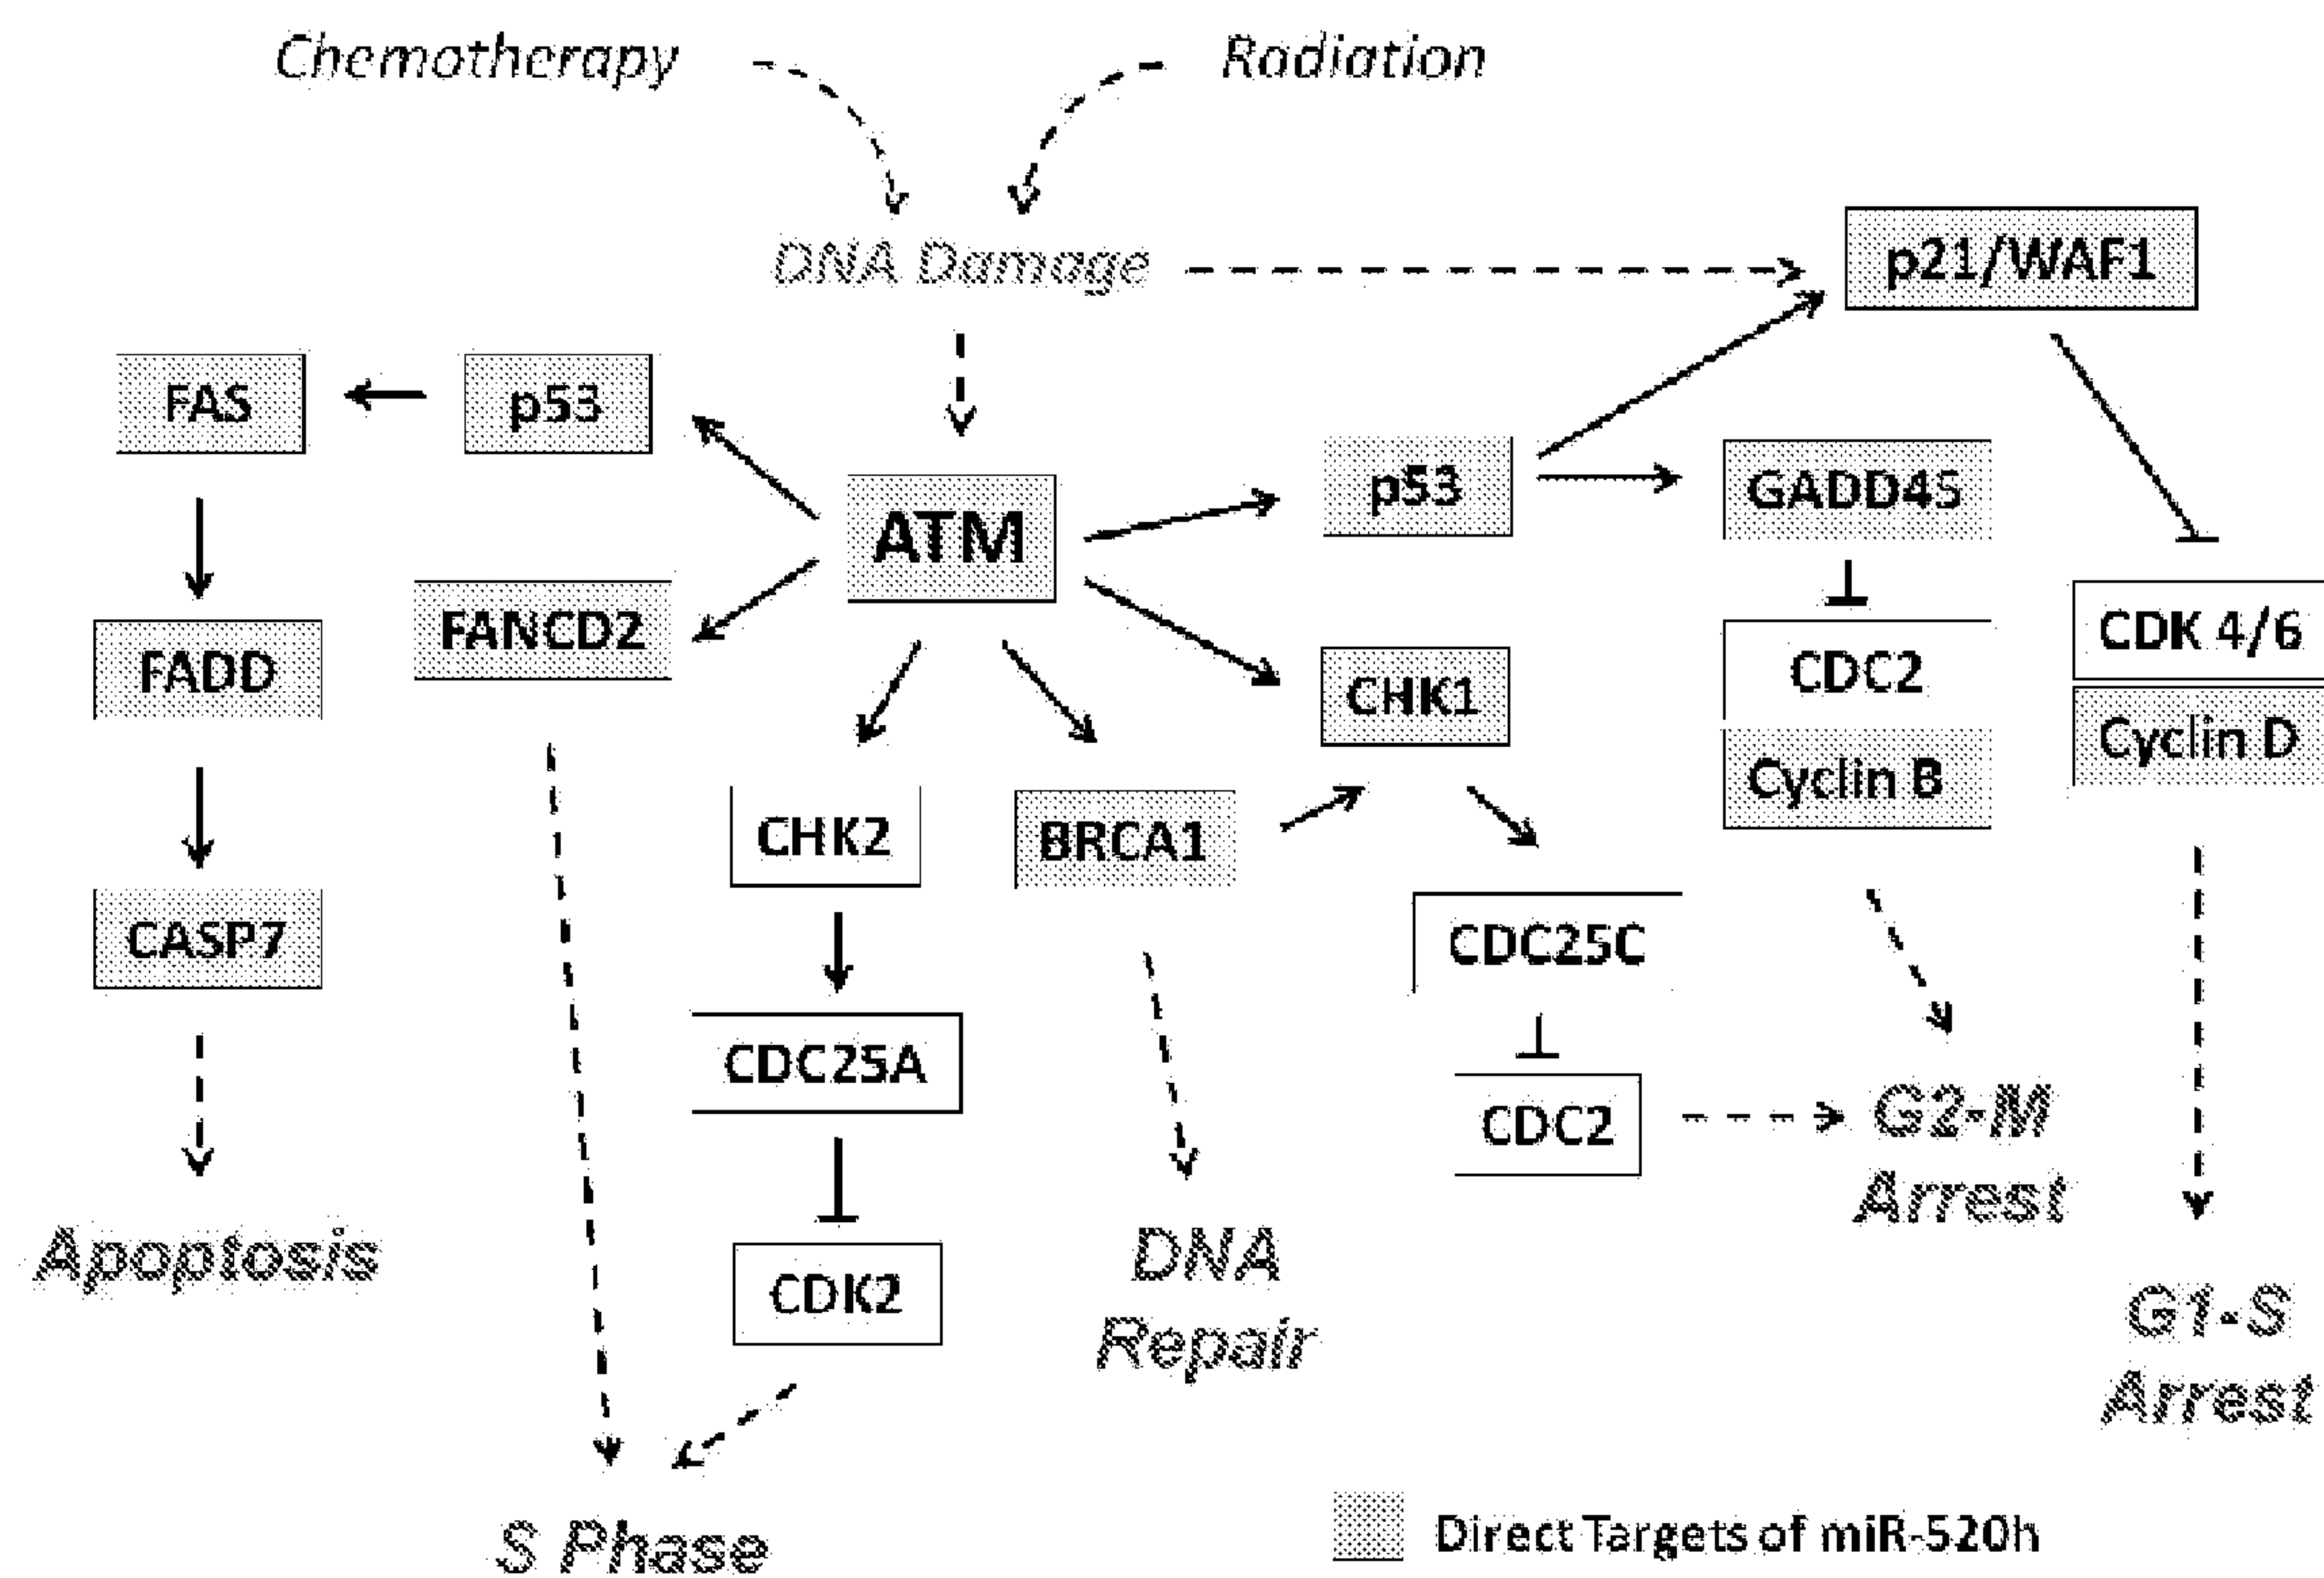 Chemotherapy
Radiation
DNA Damage
p21/WAF1
FAS
p53
ATM
p53
GADD45
FANCD2
CDK 4/6
FADD
CHK1
CDC2
Cyclin D
Cyclin B
CHK2
BRCA1
CASP7
CDC25C
CDC25A
CDC2
G2-M
Arrest
Apoptosis
CDK2
DNA
Repair
G1-S
Arrest
S Phase
Direct Targets of miR-520h